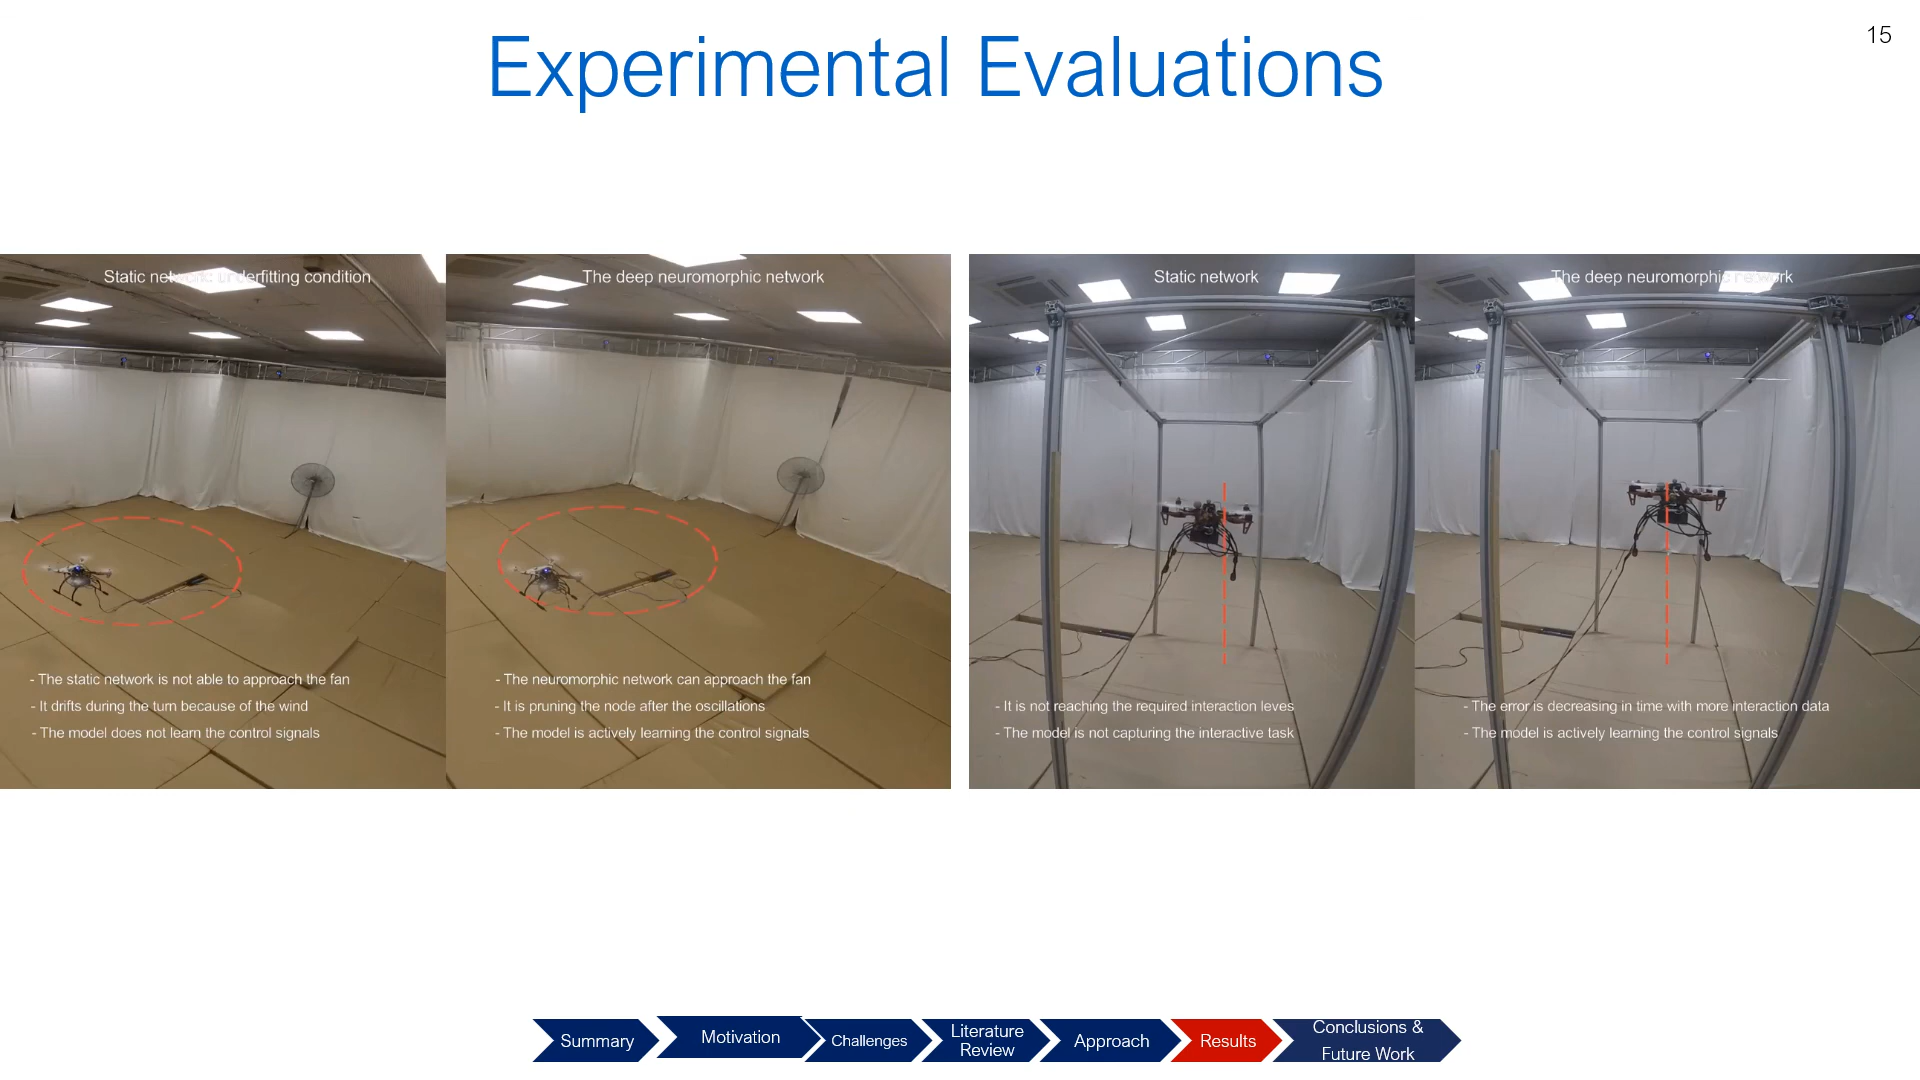 15
Experimental Evaluations
Static network: underfitting condition
The deep neuromorphic network
Static network
The deep neuromorphic network
- The static network is not able to approach the fan
- It drifts during the turn because of the wind
- The model does not learn the control signals
- The neuromorphic network can approach the fan
- It is pruning the node after the oscillations
- The model is actively learning the control signals
- It is not reaching the required interaction leves
- The model is not capturing the interactive task
- The error is decreasing in time with more interaction data
- The model is actively learning the control signals
Summary
Motivation
Challenges
Literature
Review
Approach
Results
Conclusions &
Future Work